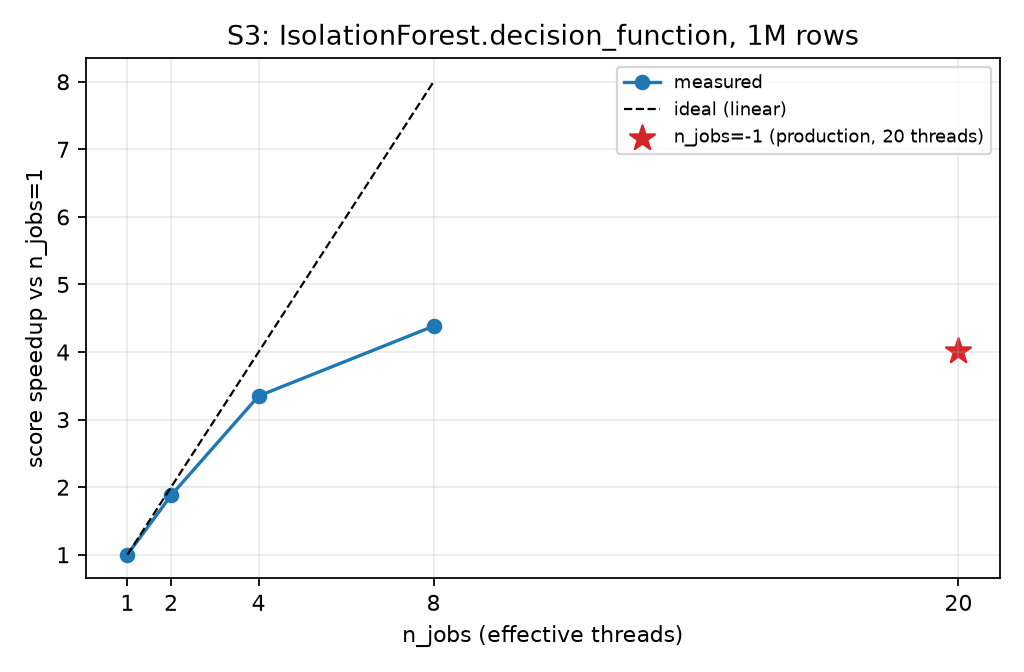 S3: IsolationForest.decision_function, 1M rows
measured
ideal (linear)
n_jobs=-1 (production, 20 threads)
score speedup vs n_jobs=1
8
7
6
5
4
3
2
1
1 2 4 8 20
n_jobs (effective threads)